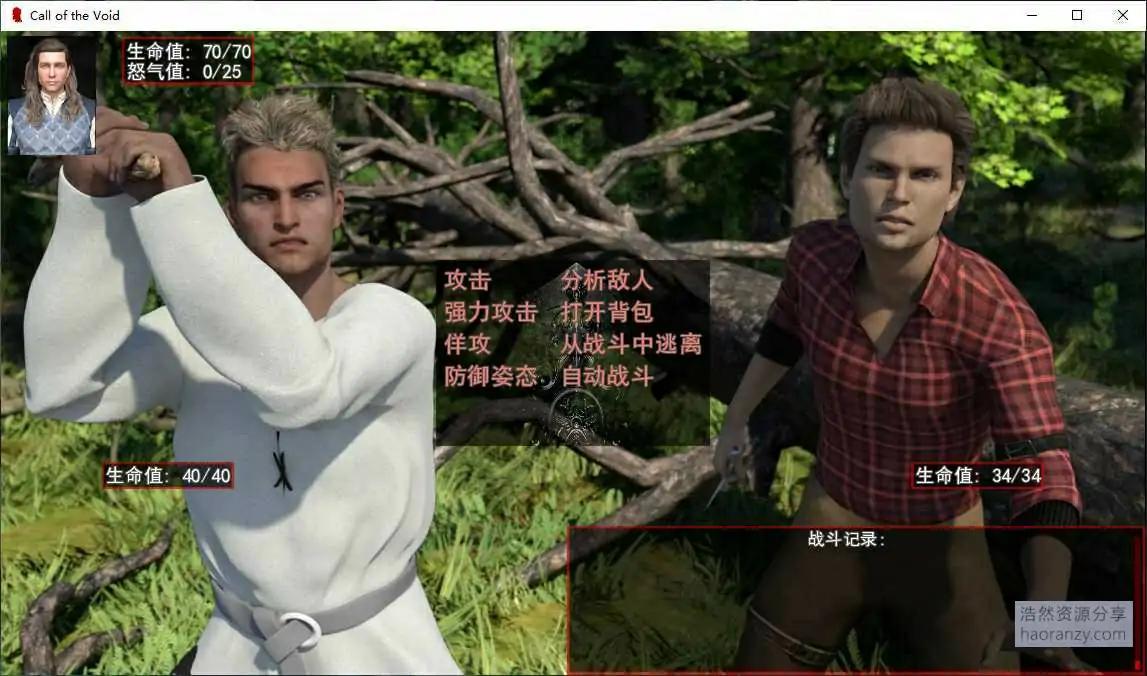 Call of the Void
生命值: 70/70
怒气值: 0/25
攻击 分析敌人
强力攻击 打开背包
佯攻 从战斗中逃离
防御姿态 自动战斗
生命值: 40/40
生命值: 34/34
战斗记录:
浩然资源分享
haoranzy.com